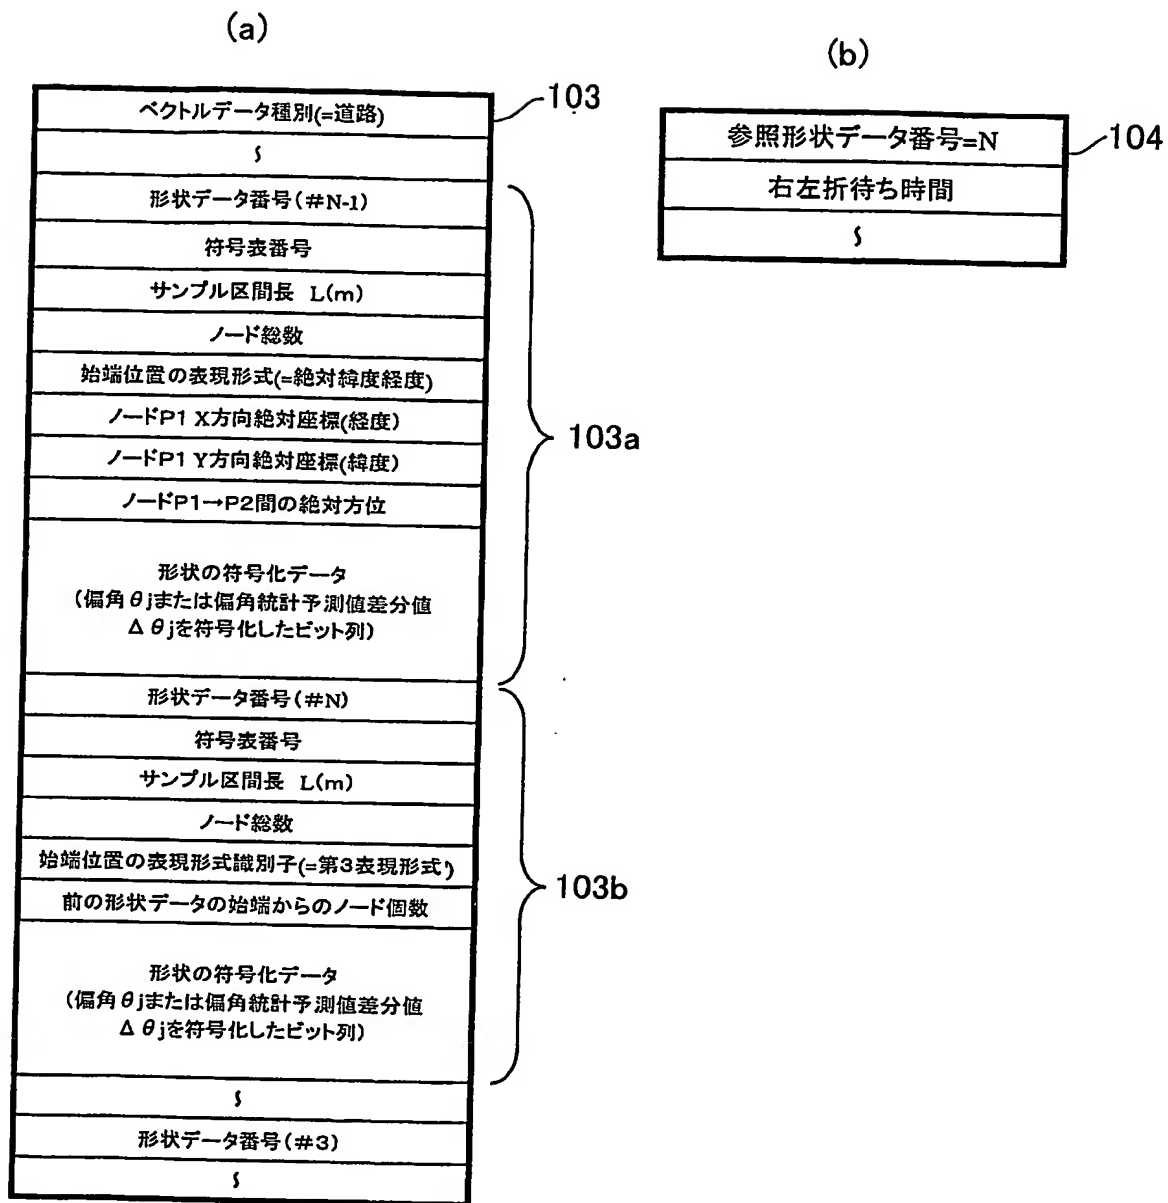 (a)
(b)
ベクトルデータ種別(=道路)
103
参照形状データ番号=N
104
右左折待ち時間
形状データ番号(#N-1)
符号表番号
サンプル区間長 L(m)
ノード総数
始端位置の表現形式(=絶対緯度経度)
ノードP1 X方向絶対座標(経度)
ノードP1 Y方向絶対座標(緯度)
ノードP1→P2間の絶対方位
形状の符号化データ
(偏角θjまたは偏角統計予測値差分値
Δθjを符号化したビット列)
103a
形状データ番号(#N)
符号表番号
サンプル区間長 L(m)
ノード総数
始端位置の表現形式識別子(=第3表現形式)
前の形状データの始端からのノード個数
形状の符号化データ
(偏角θjまたは偏角統計予測値差分値
Δθjを符号化したビット列)
103b
形状データ番号(#3)